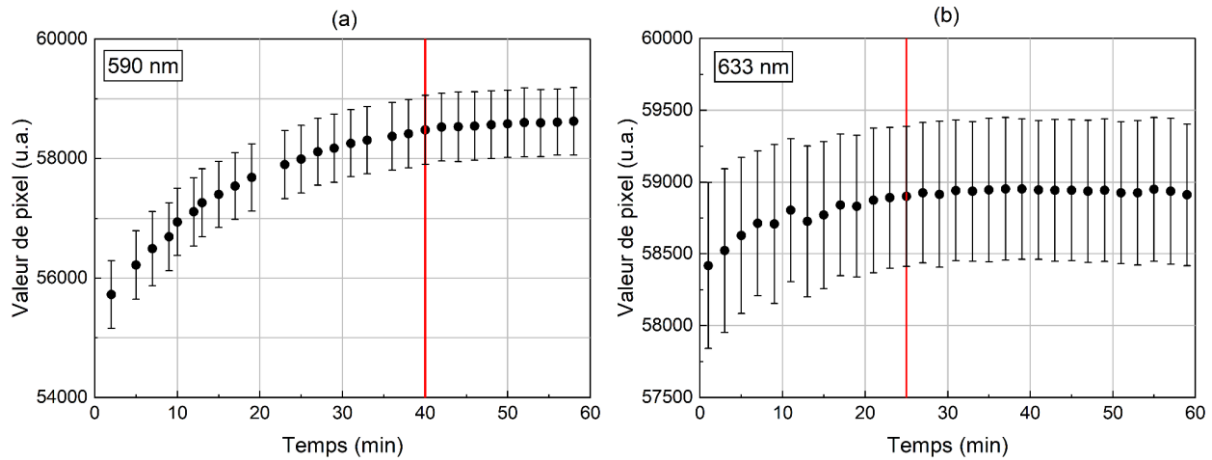 (a)
590 nm
Valeur de pixel (u.a.)
60000
58000
56000
54000
0 10 20 30 40 50 60
Temps (min)
(b)
633 nm
Valeur de pixel (u.a.)
60000
59500
59000
58500
58000
57500
0 10 20 30 40 50 60
Temps (min)